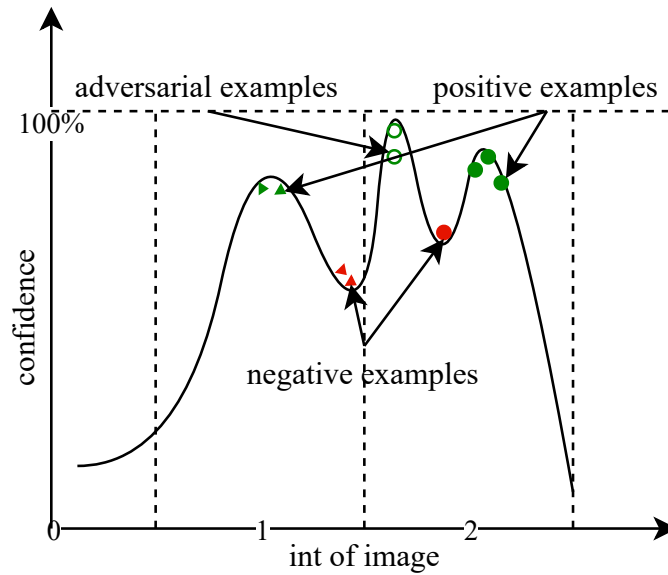 adversarial examples
positive examples
100%
confidence
negative examples
0
1
2
int of image